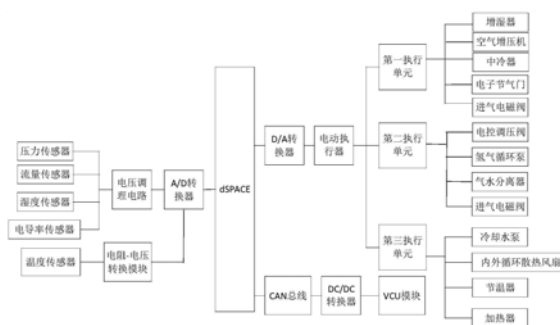 增湿器
空气增压机
中冷器
电子节气门
进气电磁阀
第一执行
单元
D/A转
换器
电动执
行器
第二执行
单元
电控调压阀
氢气循环泵
气水分离器
进气电磁阀
压力传感器
流量传感器
湿度传感器
电导率传感器
温度传感器
电压调
理电路
A/D转
换器
电阻-电压
转换模块
dSPACE
第三执行
单元
冷却水泵
内外循环散热风扇
节温器
加热器
CAN总线
DC/DC
转换器
VCU模块